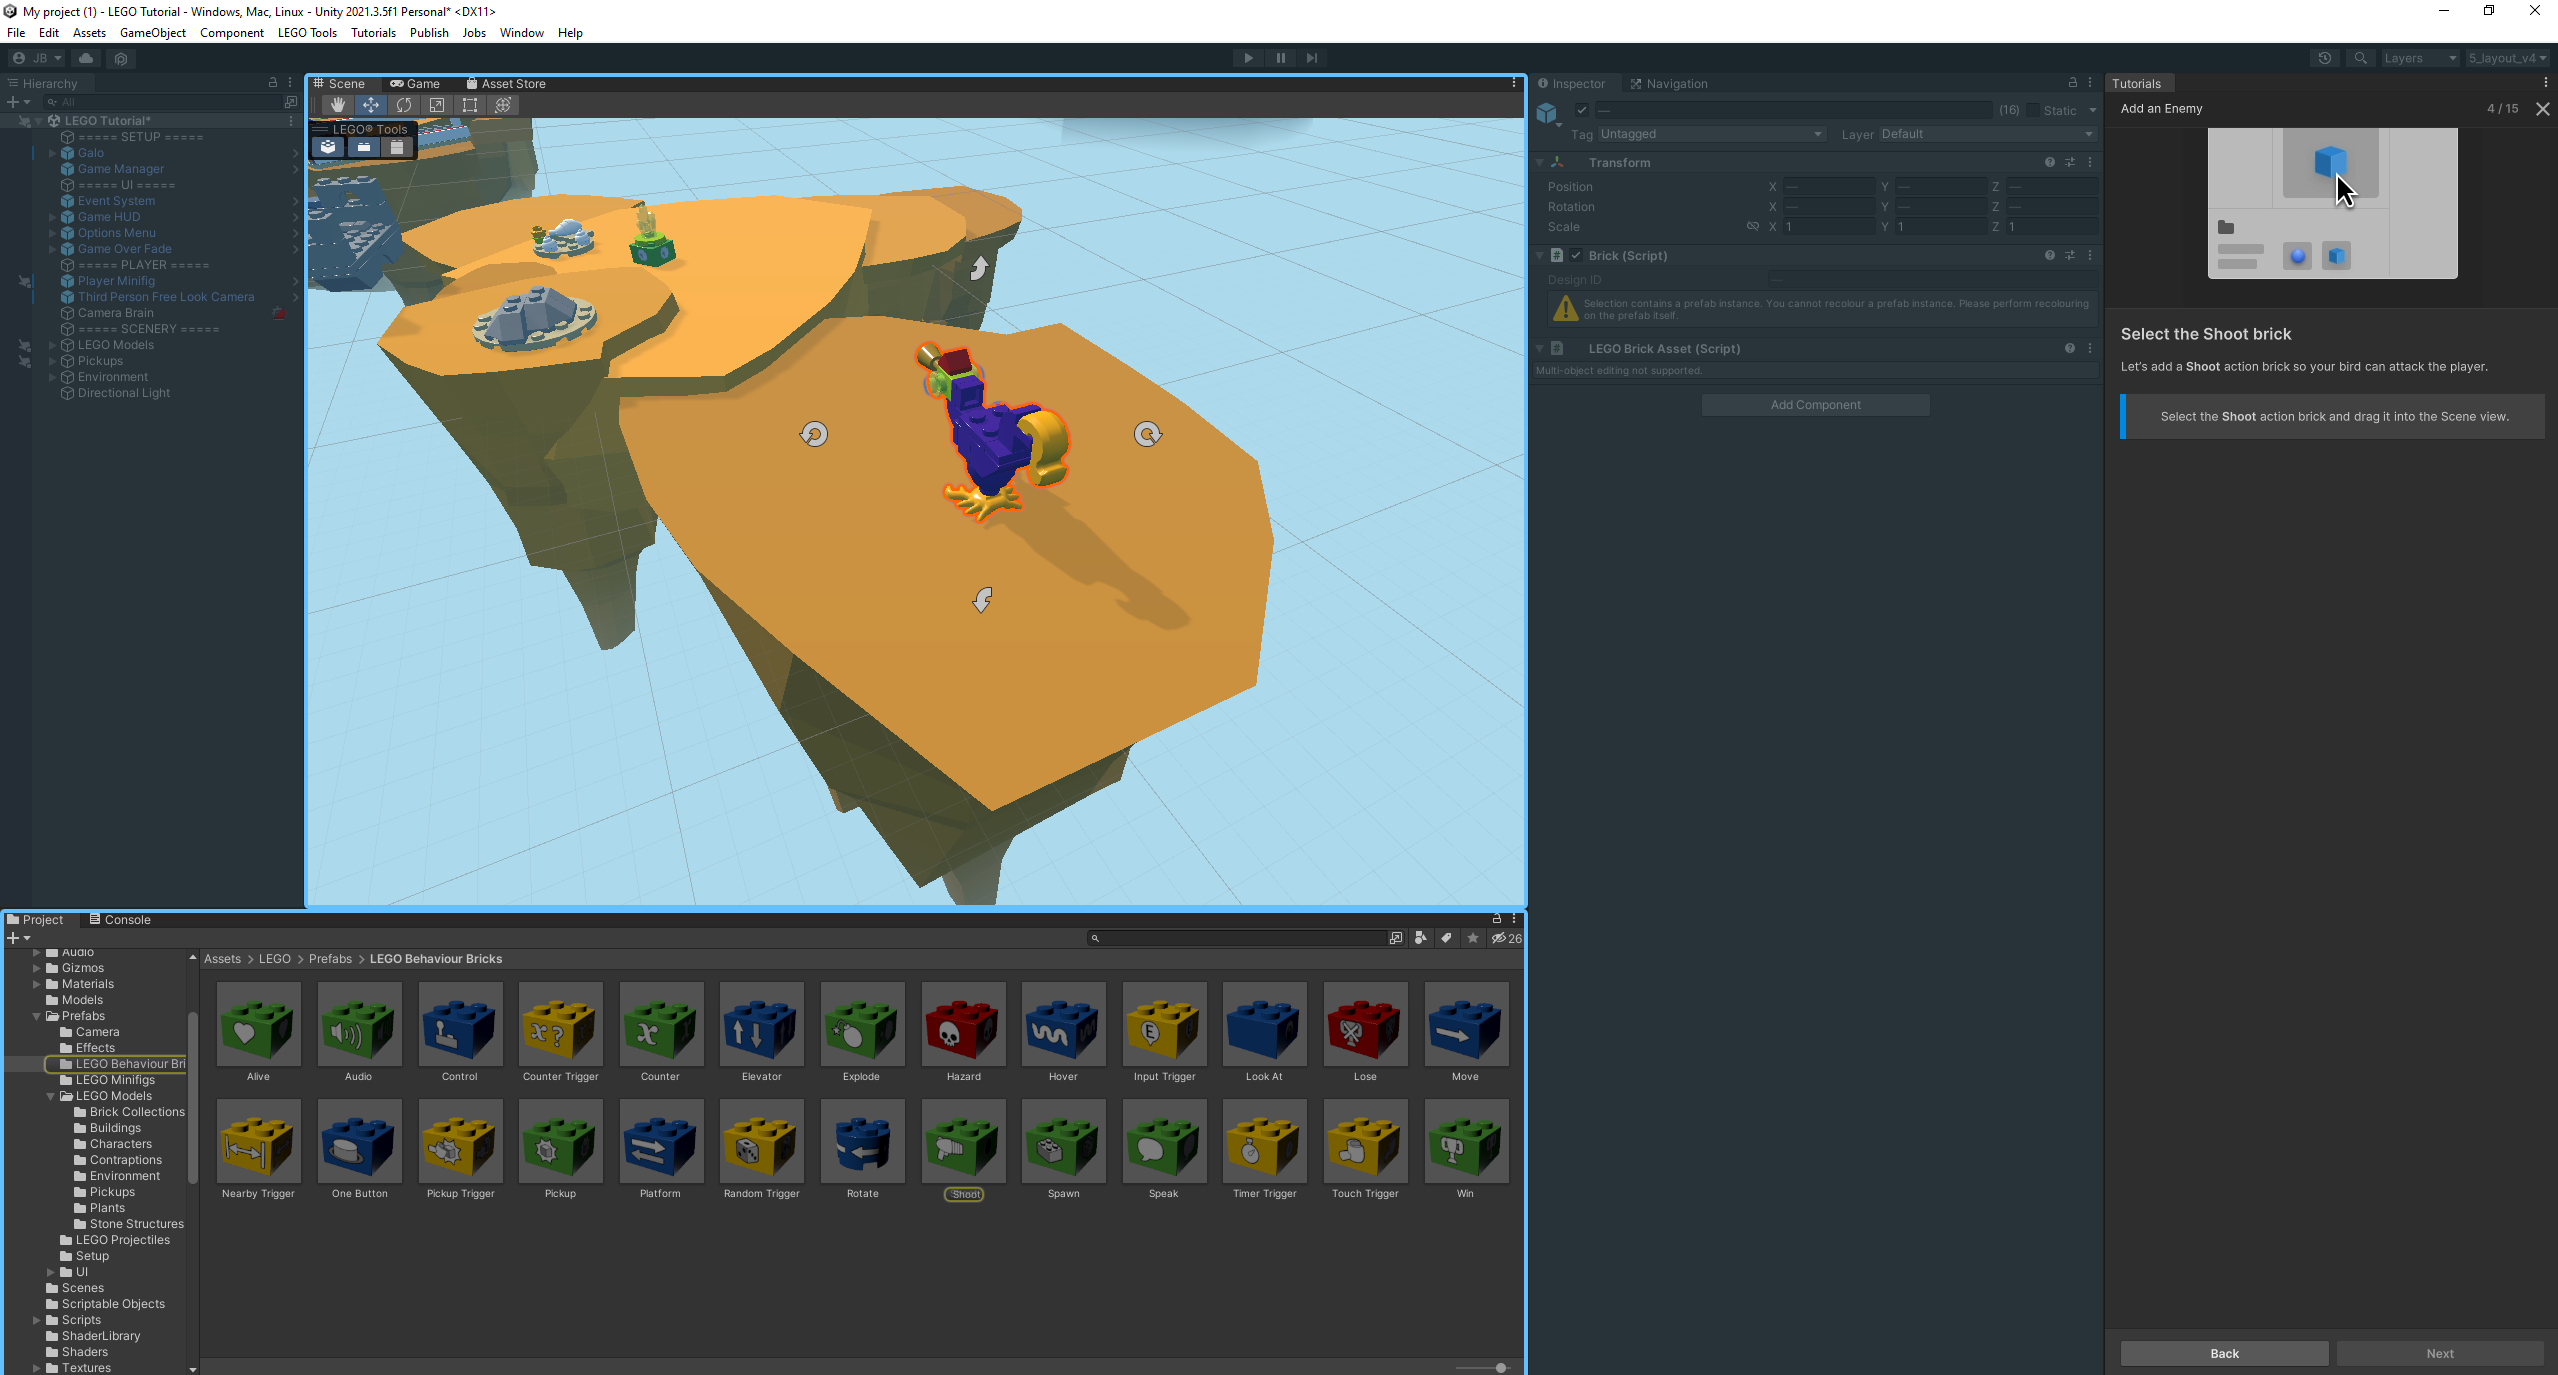 My project (1) - LEGO Tutorial - Windows, Mac, Linux - Unity 2021.3.5f1 Personal* <DX11>
File Edit Assets GameObject Component LEGO Tools Tutorials Publish Jobs Window Help
JB
Layers
5_layout_v4
Hierarchy
All
LEGO Tutorial*
===== SETUP =====
Galo
Game Manager
===== UI =====
Event System
Game HUD
Options Menu
Game Over Fade
===== PLAYER =====
Player Minifig
Third Person Free Look Camera
Camera Brain
===== SCENERY =====
LEGO Models
Pickups
Environment
Directional Light
Scene Game Asset Store
LEGO® Tools
Inspector Navigation
— (16) Static
Tag Untagged Layer Default
Transform
Position X — Y — Z —
Rotation X — Y — Z —
Scale X 1 Y 1 Z 1
Brick (Script)
Design ID —
Selection contains a prefab instance. You cannot recolour a prefab instance. Please perform recolouring
on the prefab itself.
LEGO Brick Asset (Script)
Multi-object editing not supported.
Add Component
Tutorials
Add an Enemy 4 / 15
Select the Shoot brick
Let's add a Shoot action brick so your bird can attack the player.
Select the Shoot action brick and drag it into the Scene view.
Back Next
Project Console
26
Audio
Gizmos
Materials
Models
Prefabs
Camera
Effects
LEGO Behaviour Bri
LEGO Minifigs
LEGO Models
Brick Collections
Buildings
Characters
Contraptions
Environment
Pickups
Plants
Stone Structures
LEGO Projectiles
Setup
UI
Scenes
Scriptable Objects
Scripts
ShaderLibrary
Shaders
Textures
Assets > LEGO > Prefabs > LEGO Behaviour Bricks
Alive Audio Control Counter Trigger Counter Elevator Explode Hazard Hover Input Trigger Look At Lose Move
Nearby Trigger One Button Pickup Trigger Pickup Platform Random Trigger Rotate Shoot Spawn Speak Timer Trigger Touch Trigger Win